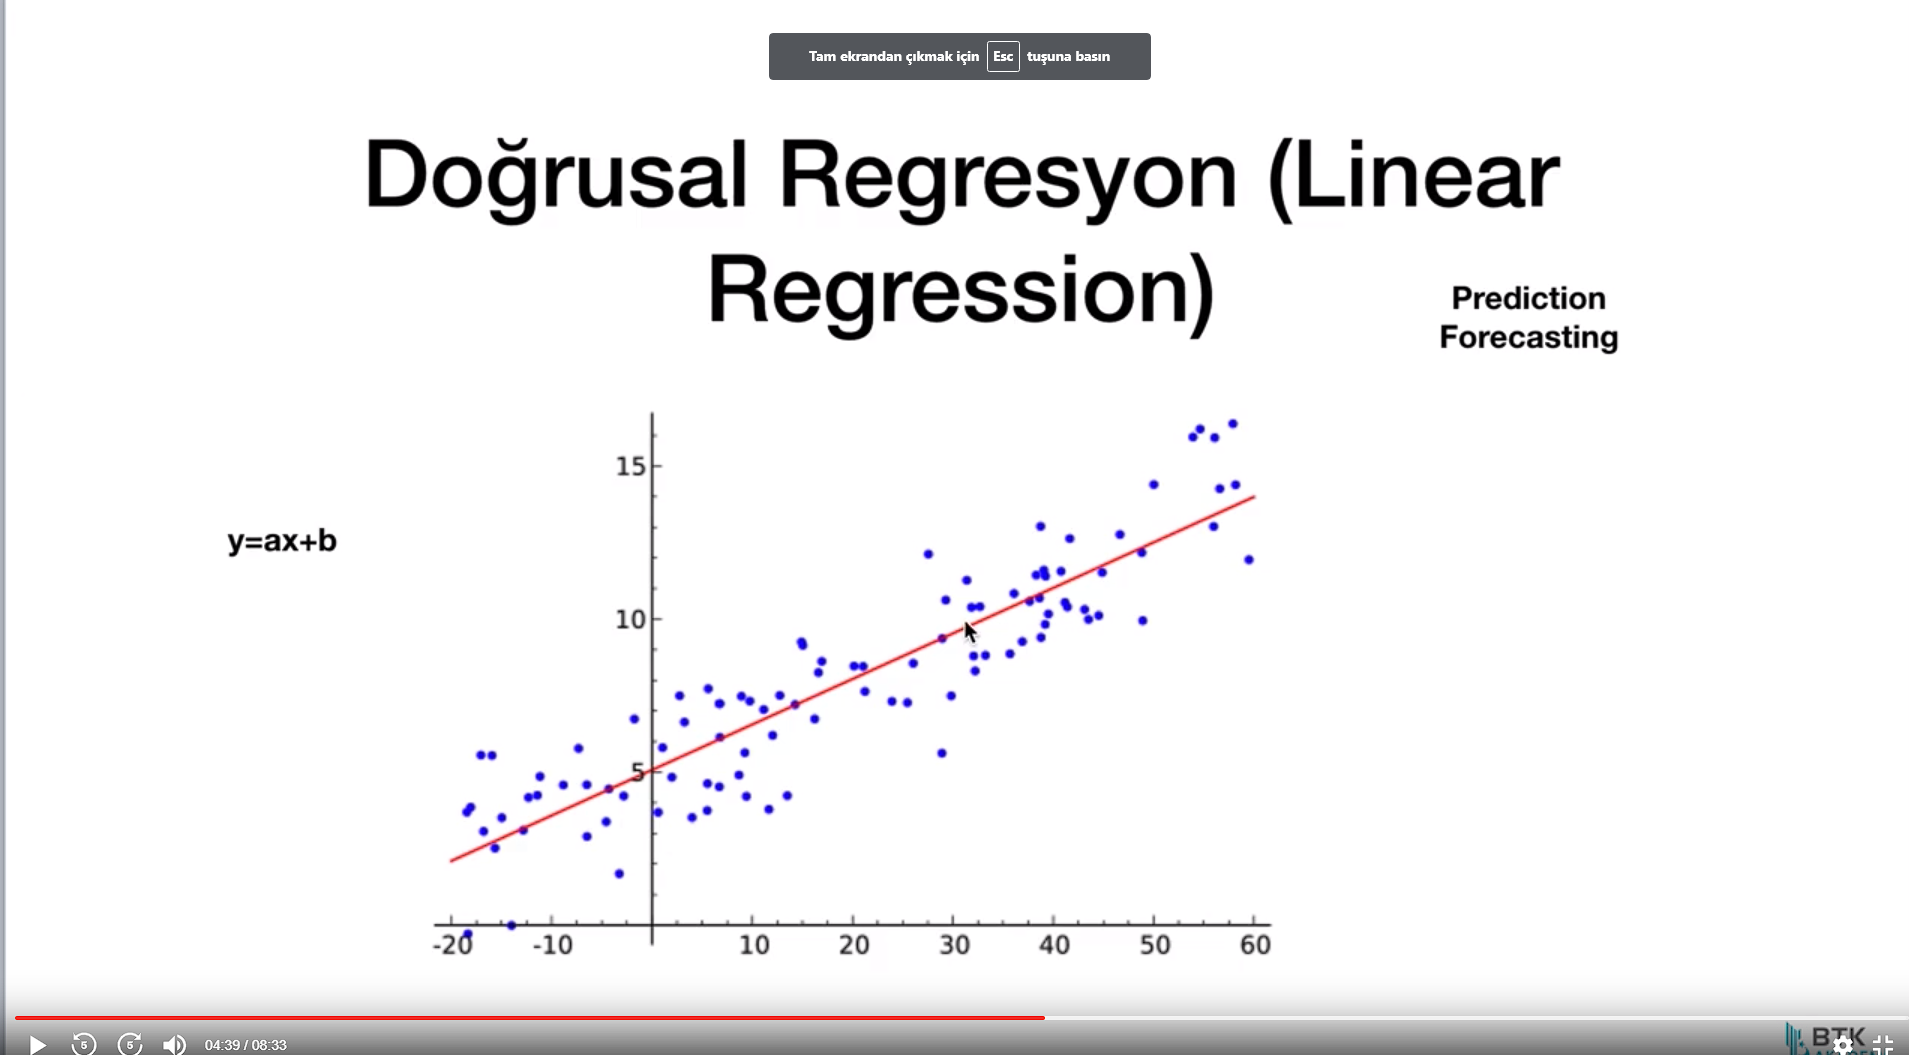 Tam ekrandan çıkmak için Esc tuşuna basın
Doğrusal Regresyon (Linear
Regression)
Prediction
Forecasting
y=ax+b
15
10
5
-20 -10 10 20 30 40 50 60
5 5 04:39 / 08:33
BTK